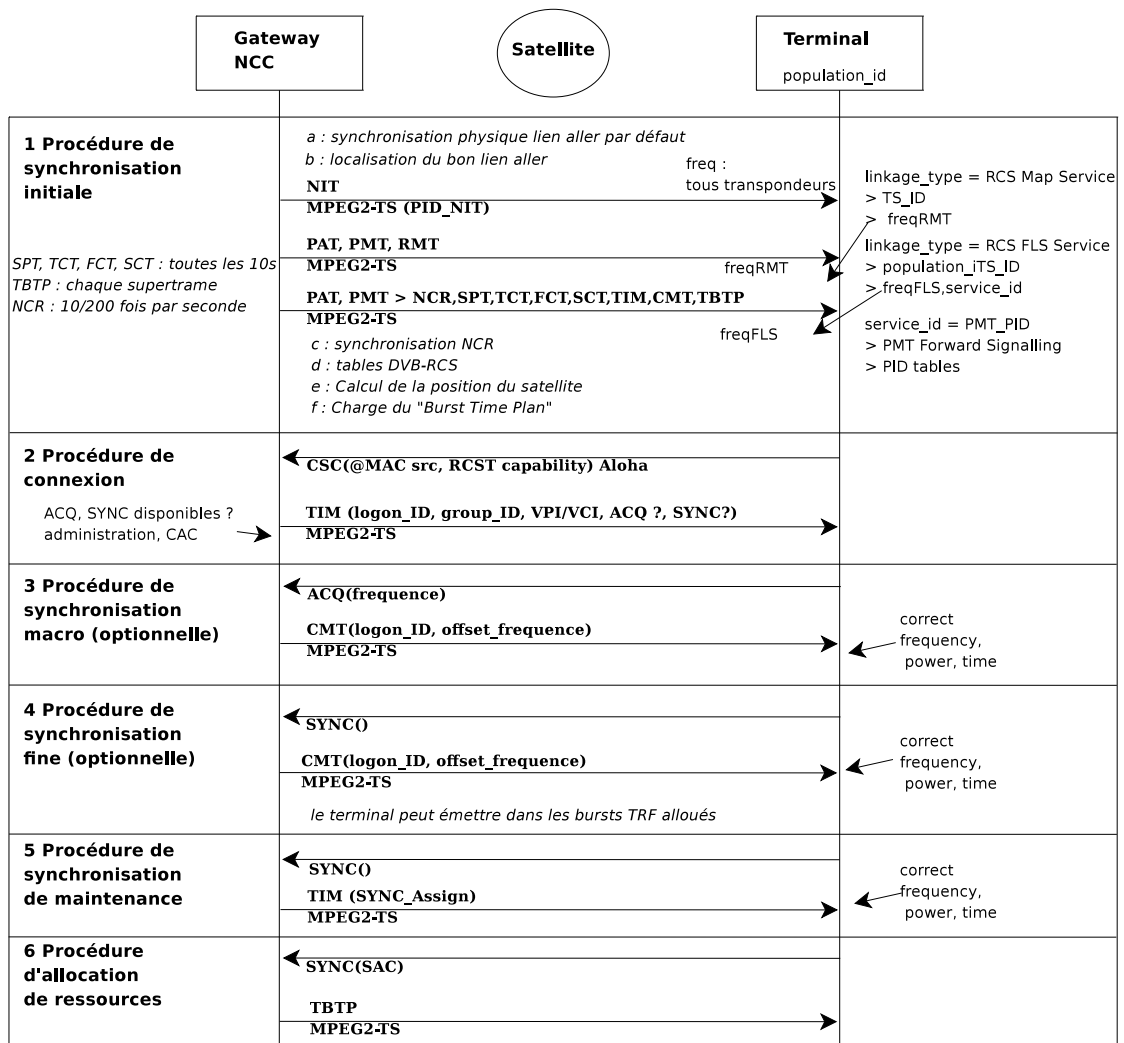 Gateway
NCC
Satellite
Terminal
population_id
1 Procédure de
synchronisation
initiale
a : synchronisation physique lien aller par défaut
b : localisation du bon lien aller
freq :
tous transpondeurs
NIT
MPEG2-TS (PID_NIT)
linkage_type = RCS Map Service
> TS_ID
> freqRMT
PAT, PMT, RMT
MPEG2-TS
freqRMT
linkage_type = RCS FLS Service
> population_iTS_ID
> freqFLS,service_id
SPT, TCT, FCT, SCT : toutes les 10s
TBTP : chaque supertrame
NCR : 10/200 fois par seconde
PAT, PMT > NCR,SPT,TCT,FCT,SCT,TIM,CMT,TBTP
MPEG2-TS
freqFLS
service_id = PMT_PID
> PMT Forward Signalling
> PID tables
c : synchronisation NCR
d : tables DVB-RCS
e : Calcul de la position du satellite
f : Charge du "Burst Time Plan"
2 Procédure de
connexion
CSC(@MAC src, RCST capability) Aloha
ACQ, SYNC disponibles ?
administration, CAC
TIM (logon_ID, group_ID, VPI/VCI, ACQ ?, SYNC?)
MPEG2-TS
3 Procédure de
synchronisation
macro (optionnelle)
ACQ(frequence)
CMT(logon_ID, offset_frequence)
MPEG2-TS
correct
frequency,
power, time
4 Procédure de
synchronisation
fine (optionnelle)
SYNC()
CMT(logon_ID, offset_frequence)
MPEG2-TS
correct
frequency,
power, time
le terminal peut émettre dans les bursts TRF alloués
5 Procédure de
synchronisation
de maintenance
SYNC()
TIM (SYNC_Assign)
MPEG2-TS
correct
frequency,
power, time
6 Procédure
d'allocation
de ressources
SYNC(SAC)
TBTP
MPEG2-TS